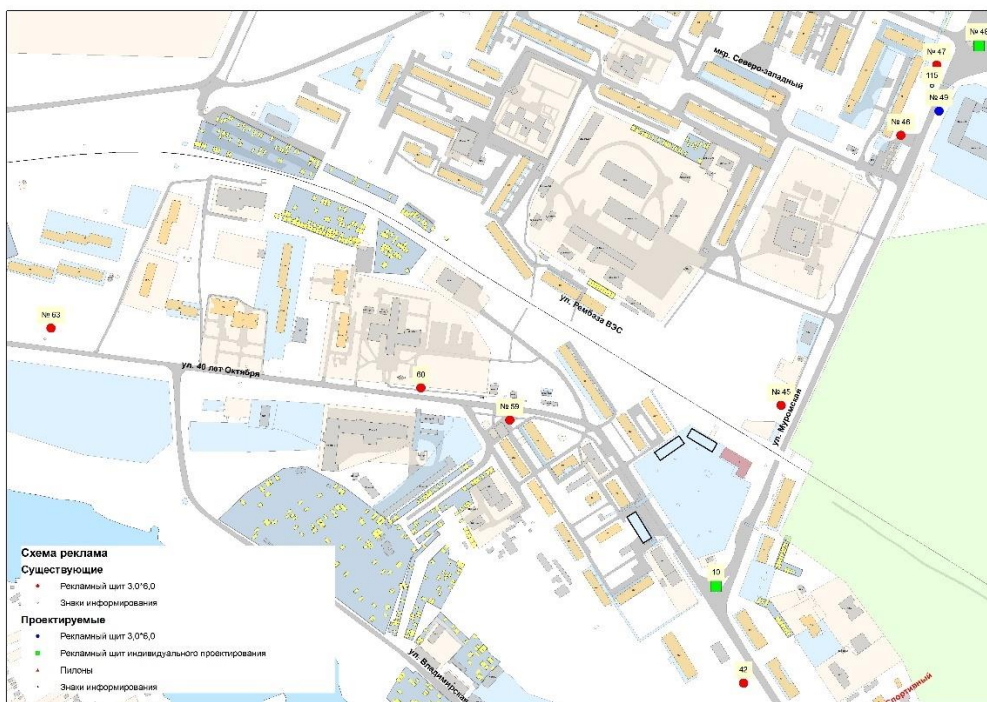 № 48
№ 47
мкр. Северо-западный
115
№ 49
№ 46
ул. Рембаза ВЭС
№ 63
ул. 40 лет Октября
60
№ 59
№ 45
ул. Муромская
10
42
ул. Владимирская
Спортивный
Схема реклама
Существующие
Рекламный щит 3,0*6,0
Знаки информирования
Проектируемые
Рекламный щит 3,0*6,0
Рекламный щит индивидуального проектирования
Пилоны
Знаки информирования